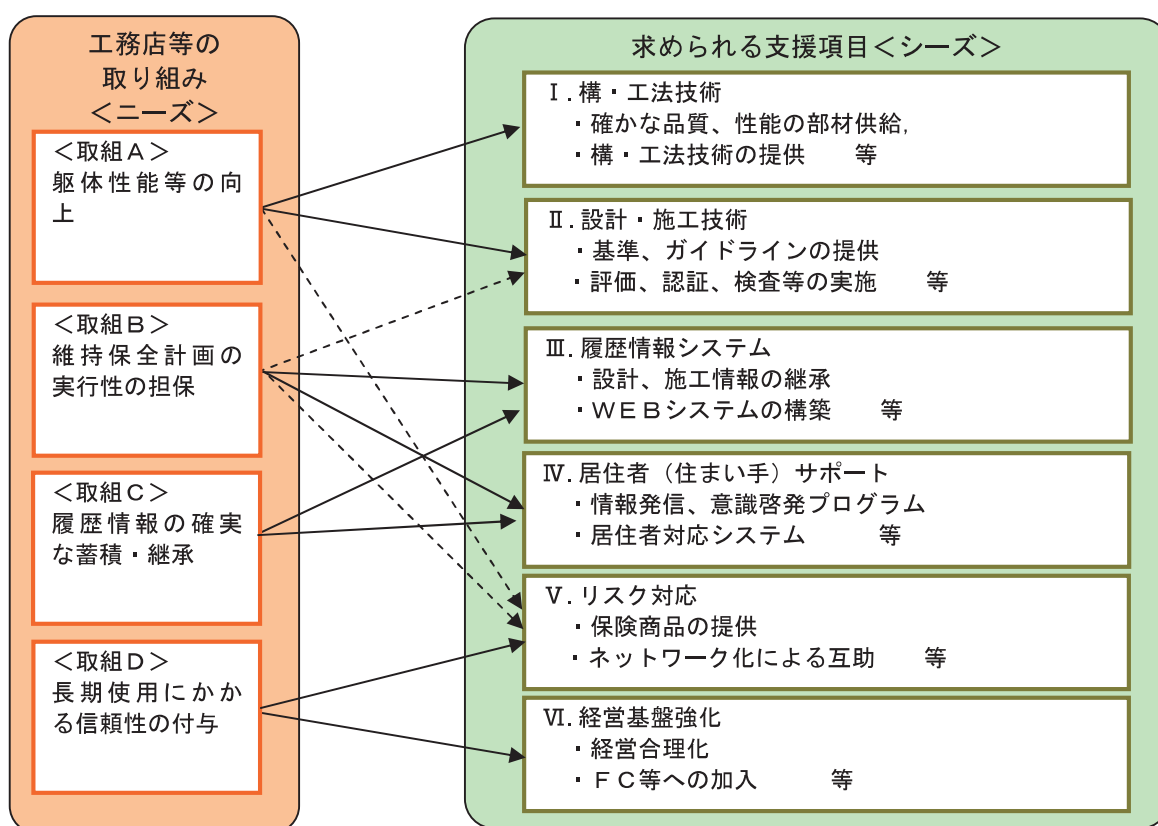 工務店等の
取り組み
＜ニーズ＞
＜取組Ａ＞
躯体性能等の向
上
＜取組Ｂ＞
維持保全計画の
実行性の担保
＜取組Ｃ＞
履歴情報の確実
な蓄積・継承
＜取組Ｄ＞
長期使用にかか
る信頼性の付与
求められる支援項目＜シーズ＞
Ⅰ．構・工法技術
・確かな品質、性能の部材供給,
・構・工法技術の提供　　等
Ⅱ．設計・施工技術
・基準、ガイドラインの提供
・評価、認証、検査等の実施　　等
Ⅲ．履歴情報システム
・設計、施工情報の継承
・ＷＥＢシステムの構築　　等
Ⅳ．居住者（住まい手）サポート
・情報発信、意識啓発プログラム
・居住者対応システム　　　等
Ⅴ．リスク対応
・保険商品の提供
・ネットワーク化による互助　　等
Ⅵ．経営基盤強化
・経営合理化
・ＦＣ等への加入　　　等